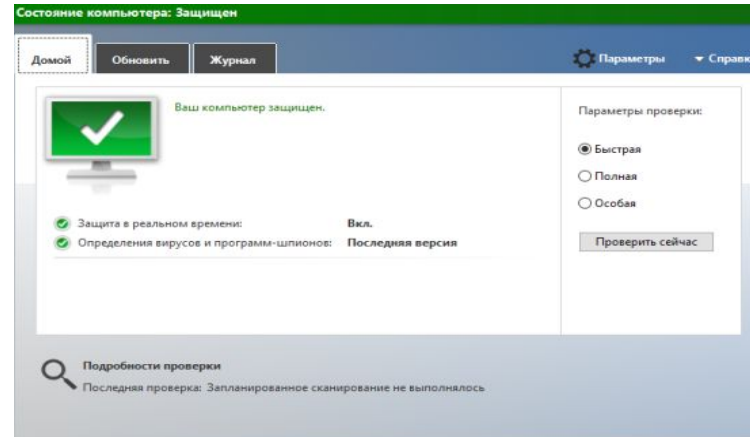 Состояние компьютера: Защищен
Домой
Обновить
Журнал
Параметры
Ваш компьютер защищен.
Параметры проверки:
Быстрая
Полная
Особая
Проверить сейчас
Защита в реальном времени: Вкл.
Определения вирусов и программ-шпионов: Последняя версия
Подробности проверки
Последняя проверка: Запланированное сканирование не выполнялось